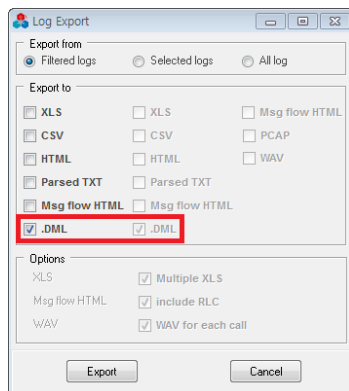 Log Export
Export from
Filtered logs Selected logs All log
Export to
XLS XLS Msg flow HTML
CSV CSV PCAP
HTML HTML WAV
Parsed TXT Parsed TXT
Msg flow HTML Msg flow HTML
.DML .DML
Options
XLS Multiple XLS
Msg flow HTML include RLC
WAV WAV for each call
Export Cancel